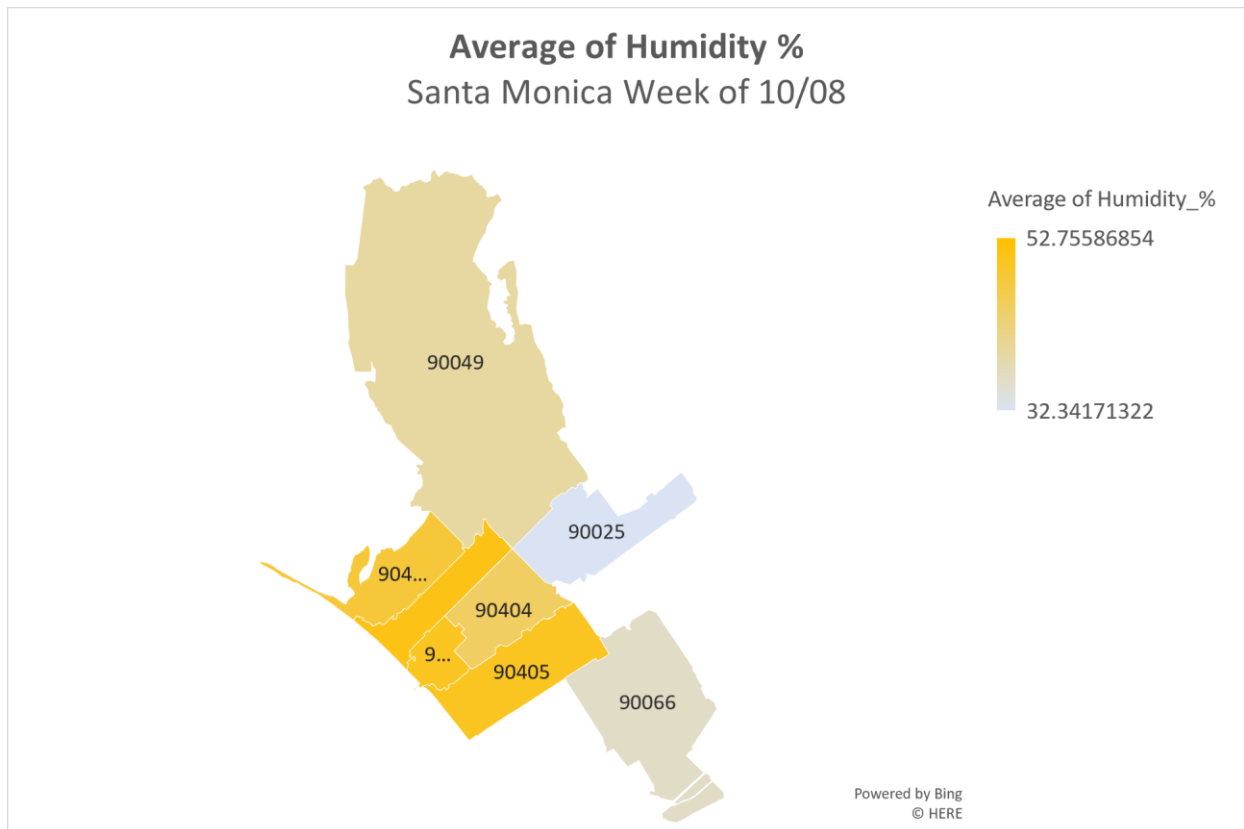 Average of Humidity %
Santa Monica Week of 10/08
Average of Humidity_%
52.75586854
32.34171322
90049
90025
904...
90404
9...
90405
90066
Powered by Bing
© HERE